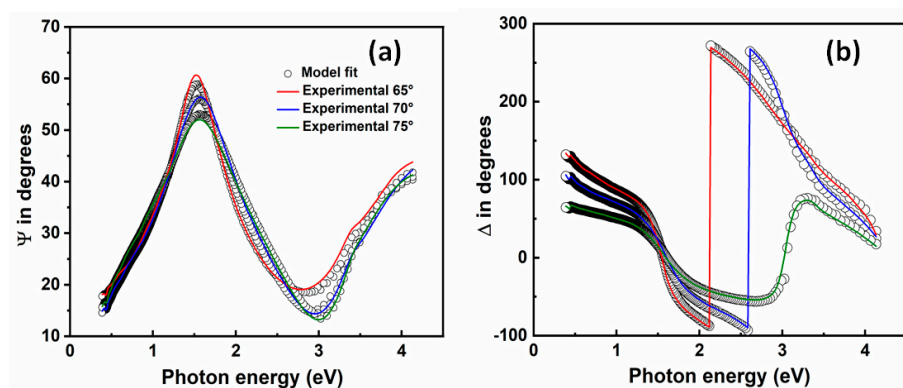 (a)
Model fit
Experimental 65°
Experimental 70°
Experimental 75°
Ψ in degrees
70
60
50
40
30
20
10
0
1
2
3
4
Photon energy (eV)
(b)
Δ in degrees
300
200
100
0
-100
0
1
2
3
4
Photon energy (eV)